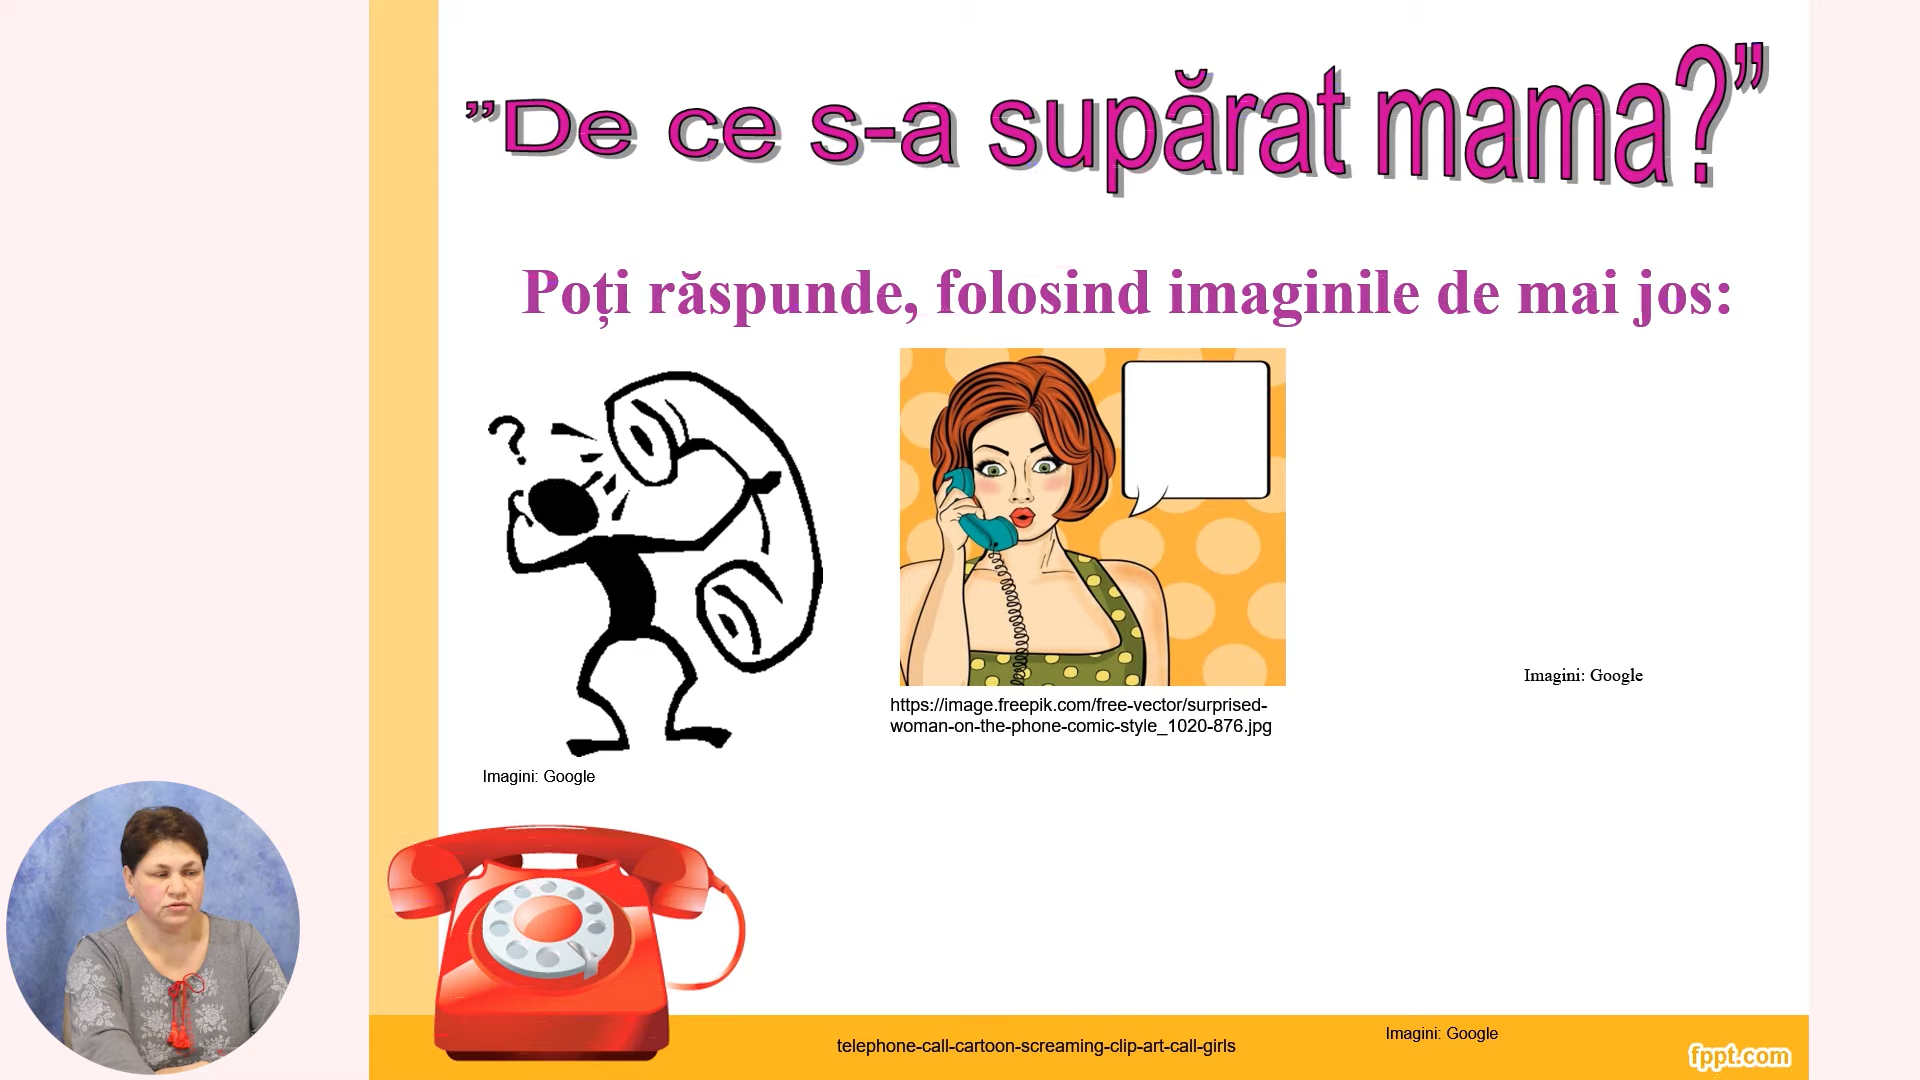 ”De ce s-a supărat mama?”
Poți răspunde, folosind imaginile de mai jos:
?
https://image.freepik.com/free-vector/surprised-
woman-on-the-phone-comic-style_1020-876.jpg
Imagini: Google
Imagini: Google
telephone-call-cartoon-screaming-clip-art-call-girls
Imagini: Google
fppt.com